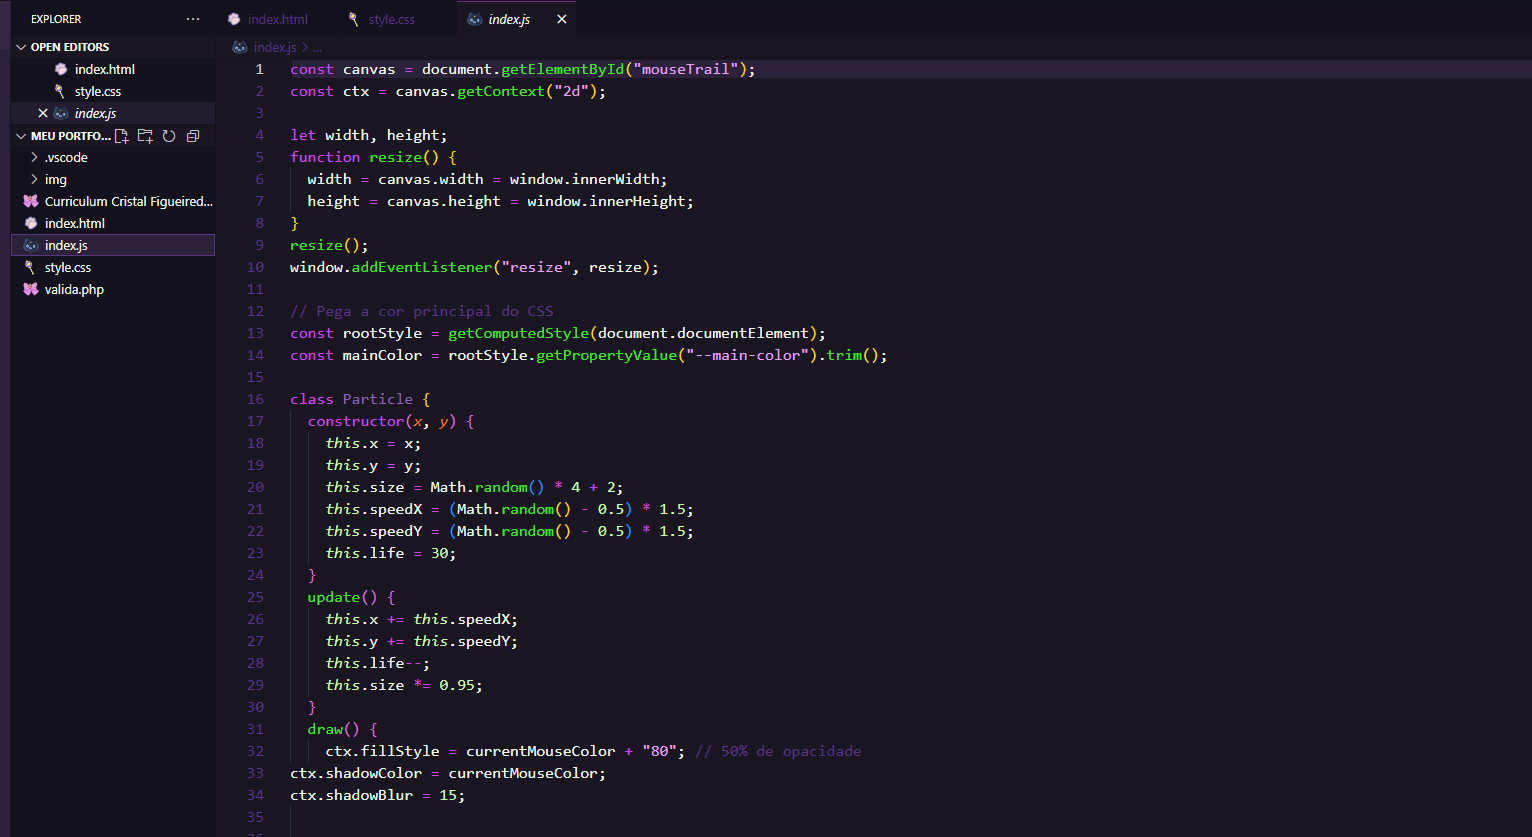 EXPLORER ...
OPEN EDITORS
index.html
style.css
index.js
MEU PORTFO...
.vscode
img
Curriculum Cristal Figueired...
index.html
index.js
style.css
valida.php
index.html style.css index.js
index.js > ...
1 const canvas = document.getElementById("mouseTrail");
2 const ctx = canvas.getContext("2d");
3
4 let width, height;
5 function resize() {
6 width = canvas.width = window.innerWidth;
7 height = canvas.height = window.innerHeight;
8 }
9 resize();
10 window.addEventListener("resize", resize);
11
12 // Pega a cor principal do CSS
13 const rootStyle = getComputedStyle(document.documentElement);
14 const mainColor = rootStyle.getPropertyValue("--main-color").trim();
15
16 class Particle {
17 constructor(x, y) {
18 this.x = x;
19 this.y = y;
20 this.size = Math.random() * 4 + 2;
21 this.speedX = (Math.random() - 0.5) * 1.5;
22 this.speedY = (Math.random() - 0.5) * 1.5;
23 this.life = 30;
24 }
25 update() {
26 this.x += this.speedX;
27 this.y += this.speedY;
28 this.life--;
29 this.size *= 0.95;
30 }
31 draw() {
32 ctx.fillStyle = currentMouseColor + "80"; // 50% de opacidade
33 ctx.shadowColor = currentMouseColor;
34 ctx.shadowBlur = 15;
35